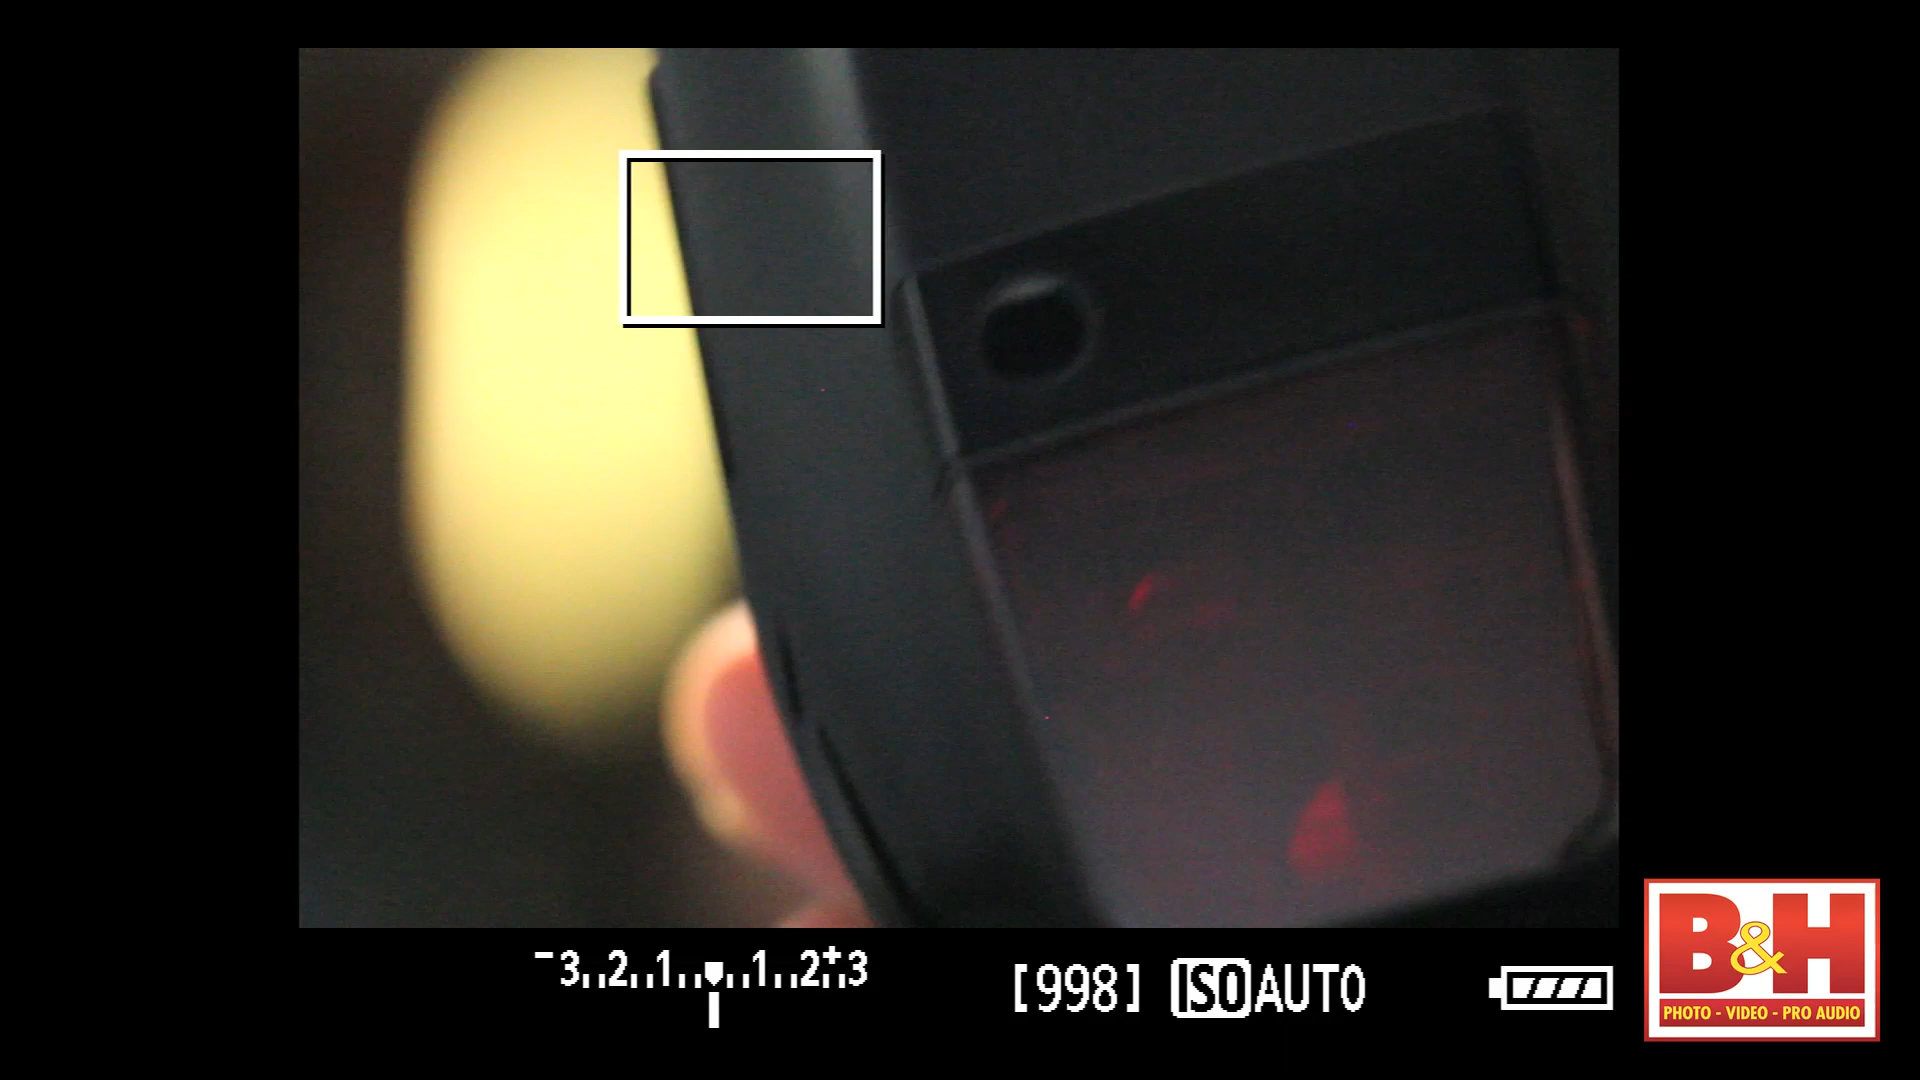 -3..2..1..▼..1..2..+3
[998] ISO AUTO
B&H
PHOTO - VIDEO - PRO AUDIO